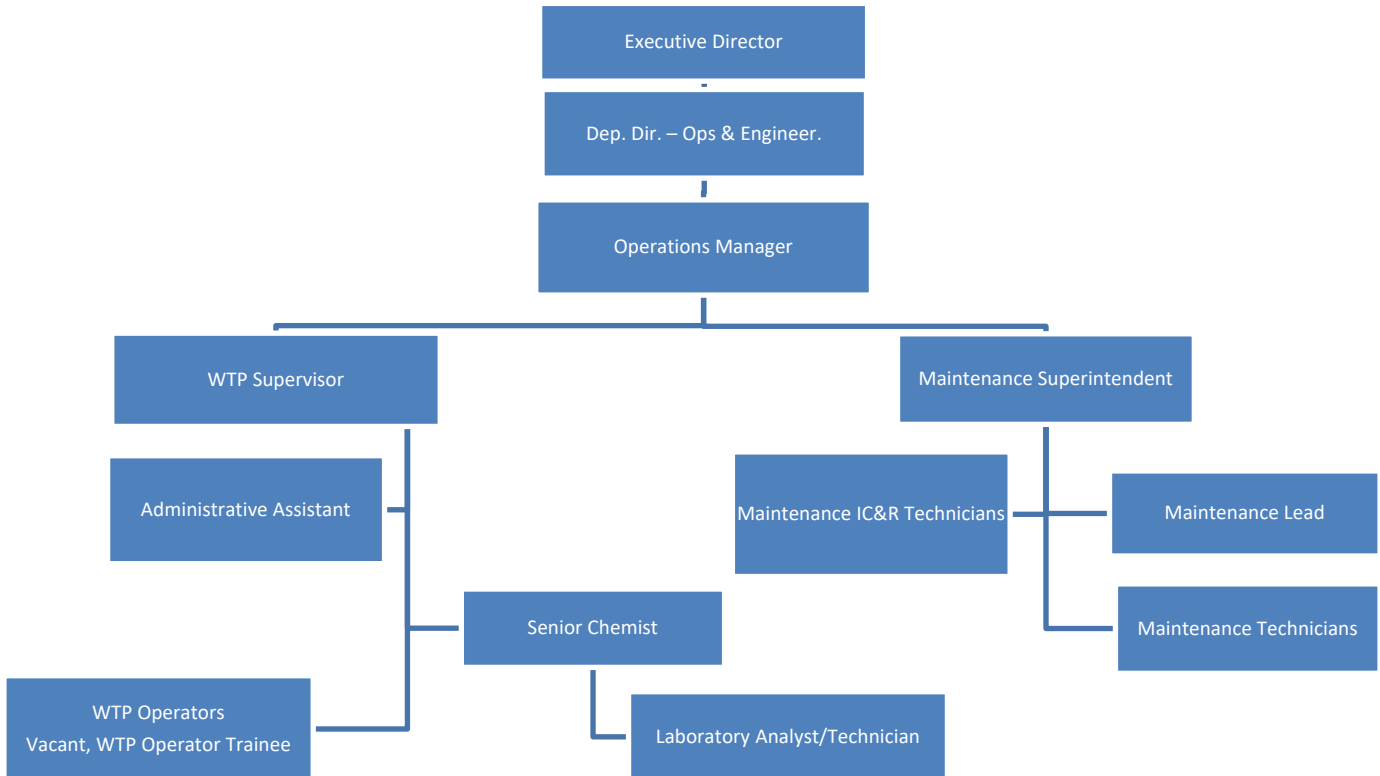 Executive Director
Dep. Dir. – Ops & Engineer.
Operations Manager
WTP Supervisor
Maintenance Superintendent
Administrative Assistant
Maintenance IC&R Technicians
Maintenance Lead
Senior Chemist
Maintenance Technicians
WTP Operators
Vacant, WTP Operator Trainee
Laboratory Analyst/Technician